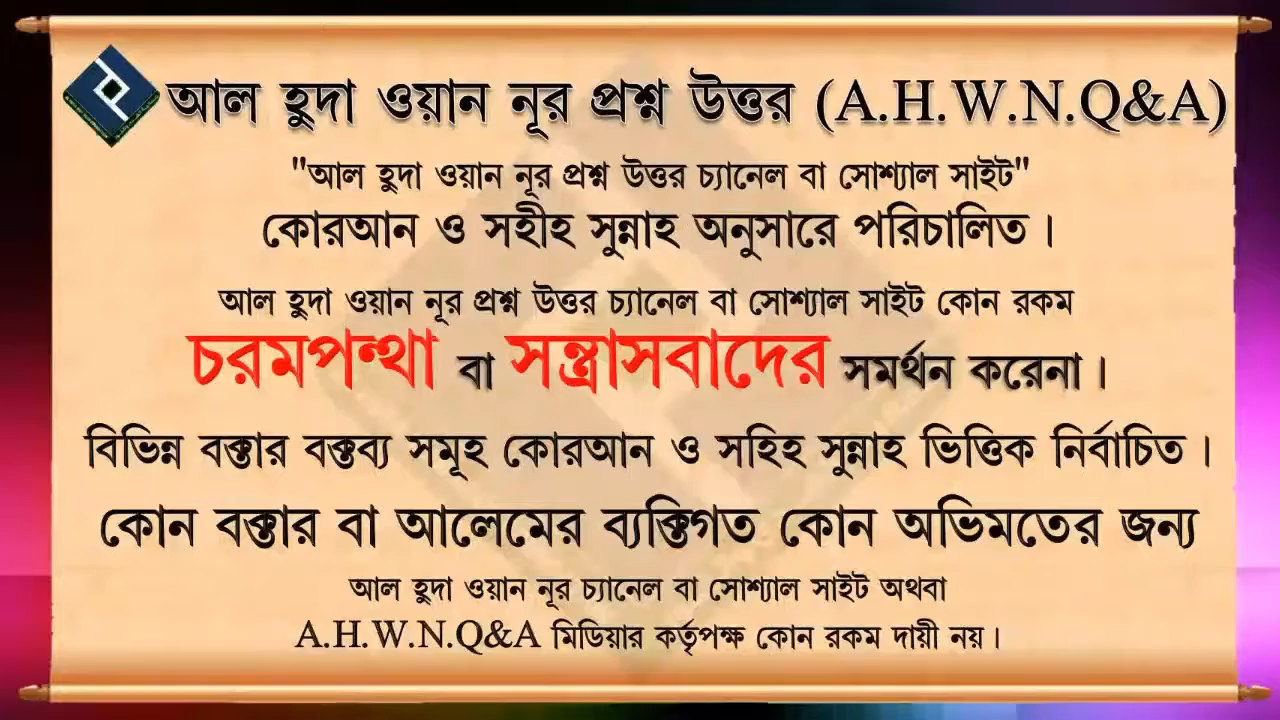 আল হুদা ওয়ান নূর প্রশ্ন উত্তর (A.H.W.N.Q&A)
"আল হুদা ওয়ান নূর প্রশ্ন উত্তর চ্যানেল বা সোশ্যাল সাইট"
কোরআন ও সহীহ সুন্নাহ অনুসারে পরিচালিত।
আল হুদা ওয়ান নূর প্রশ্ন উত্তর চ্যানেল বা সোশ্যাল সাইট কোন রকম
চরমপন্থা বা সন্ত্রাসবাদের সমর্থন করেনা।
বিভিন্ন বক্তার বক্তব্য সমূহ কোরআন ও সহিহ সুন্নাহ ভিত্তিক নির্বাচিত।
কোন বক্তার বা আলেমের ব্যক্তিগত কোন অভিমতের জন্য
আল হুদা ওয়ান নূর চ্যানেল বা সোশ্যাল সাইট অথবা
A.H.W.N.Q&A মিডিয়ার কর্তৃপক্ষ কোন রকম দায়ী নয়।